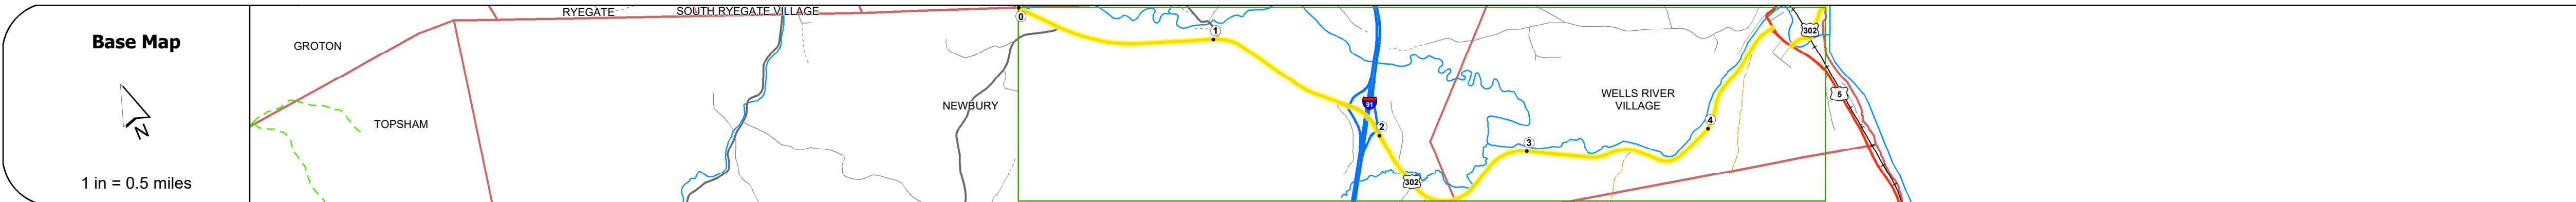 Base Map
N
1 in = 0.5 miles
GROTON
RYEGATE
SOUTH RYEGATE VILLAGE
TOPSHAM
NEWBURY
0
1
91
2
302
3
WELLS RIVER
VILLAGE
4
302
5